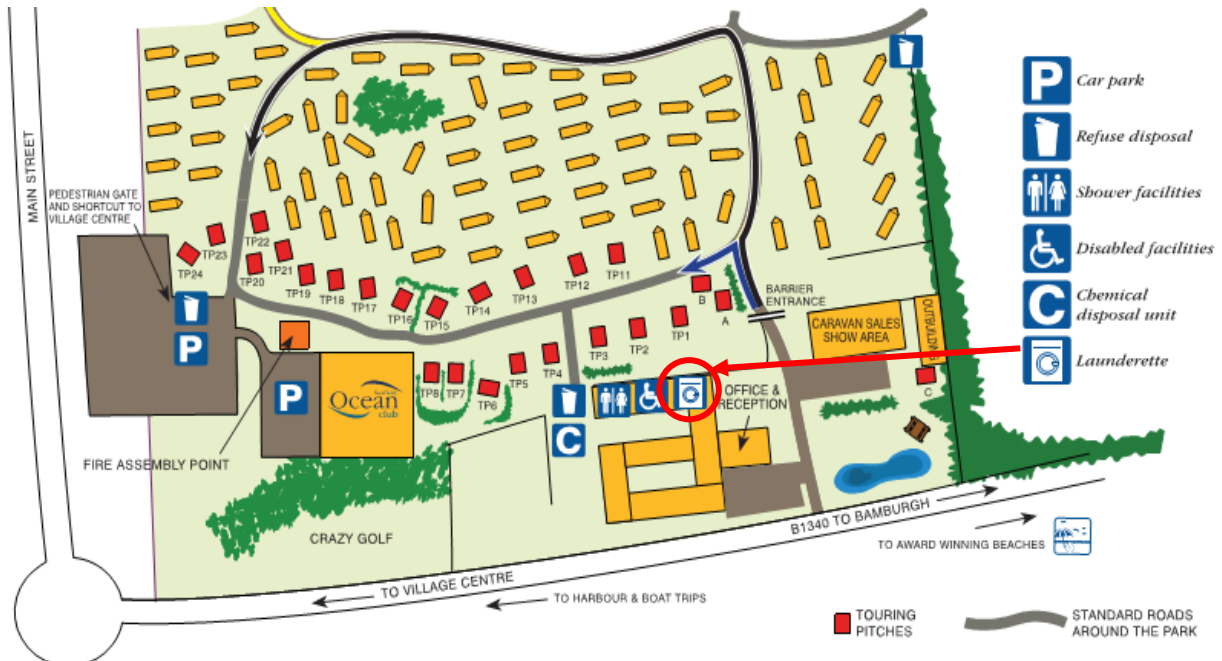 MAIN STREET
PEDESTRIAN GATE
AND SHORTCUT TO
VILLAGE CENTRE
TP24
TP23
TP22
TP21
TP20
TP19
TP18
TP17
TP16
TP15
TP14
TP13
TP12
TP11
B
A
BARRIER
ENTRANCE
TP1
TP2
TP3
TP4
TP5
TP6
TP7
TP8
CARAVAN SALES
SHOW AREA
OUTBUILDING
C
P
P
Ocean
club
C
OFFICE &
RECEPTION
FIRE ASSEMBLY POINT
CRAZY GOLF
B1340 TO BAMBURGH
TO AWARD WINNING BEACHES
TO VILLAGE CENTRE
TO HARBOUR & BOAT TRIPS
P Car park
Refuse disposal
Shower facilities
Disabled facilities
C Chemical
disposal unit
Launderette
TOURING
PITCHES
STANDARD ROADS
AROUND THE PARK